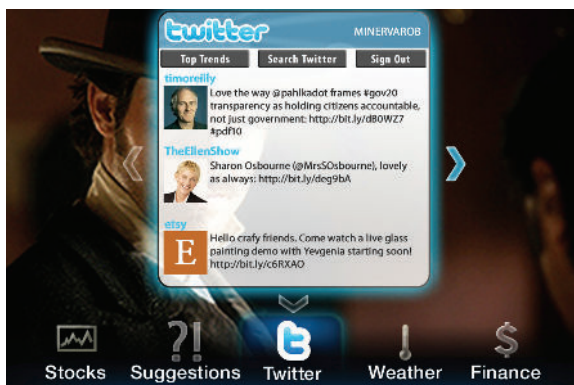 twitter
MINERVAROB
Top Trends
Search Twitter
Sign Out
timoreilly
Love the way @pahlkadot frames #gov20
transparency as holding citizens accountable,
not just government: http://bit.ly/dB0WZ7
#pdf10
TheEllenShow
Sharon Osbourne (@MrsSOsbourne), lovely
as always: http://bit.ly/deg9bA
etsy
E
Hello crafy friends. Come watch a live glass
painting demo with Yevgenia starting soon!
http://bit.ly/c6RXAO
?!
t
$
Stocks
Suggestions
Twitter
Weather
Finance